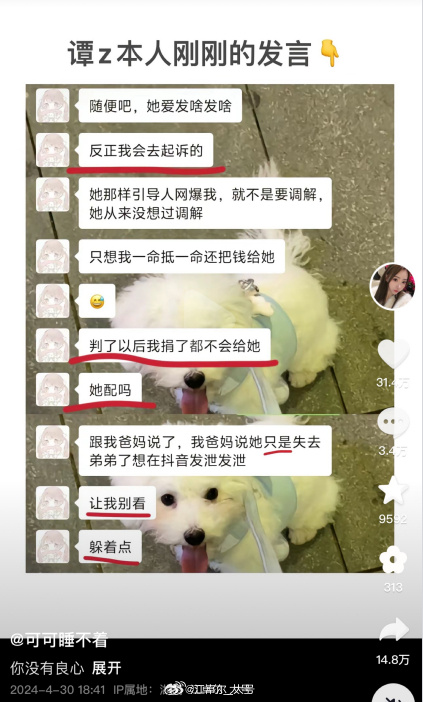 谭z本人刚刚的发言👇
随便吧，她爱发啥发啥
反正我会去起诉的
她那样引导人网爆我，就不是要调解，
她从来没想过调解
只想我一命抵一命还把钱给她
😅
判了以后我捐了都不会给她
她配吗
跟我爸妈说了，我爸妈说她只是失去
弟弟了想在抖音发泄发泄
让我别看
躲着点
31.4万
3.4万
9592
313
14.8万
@可可睡不着
你没有良心 展开
2024-4-30 18:41 IP属地：